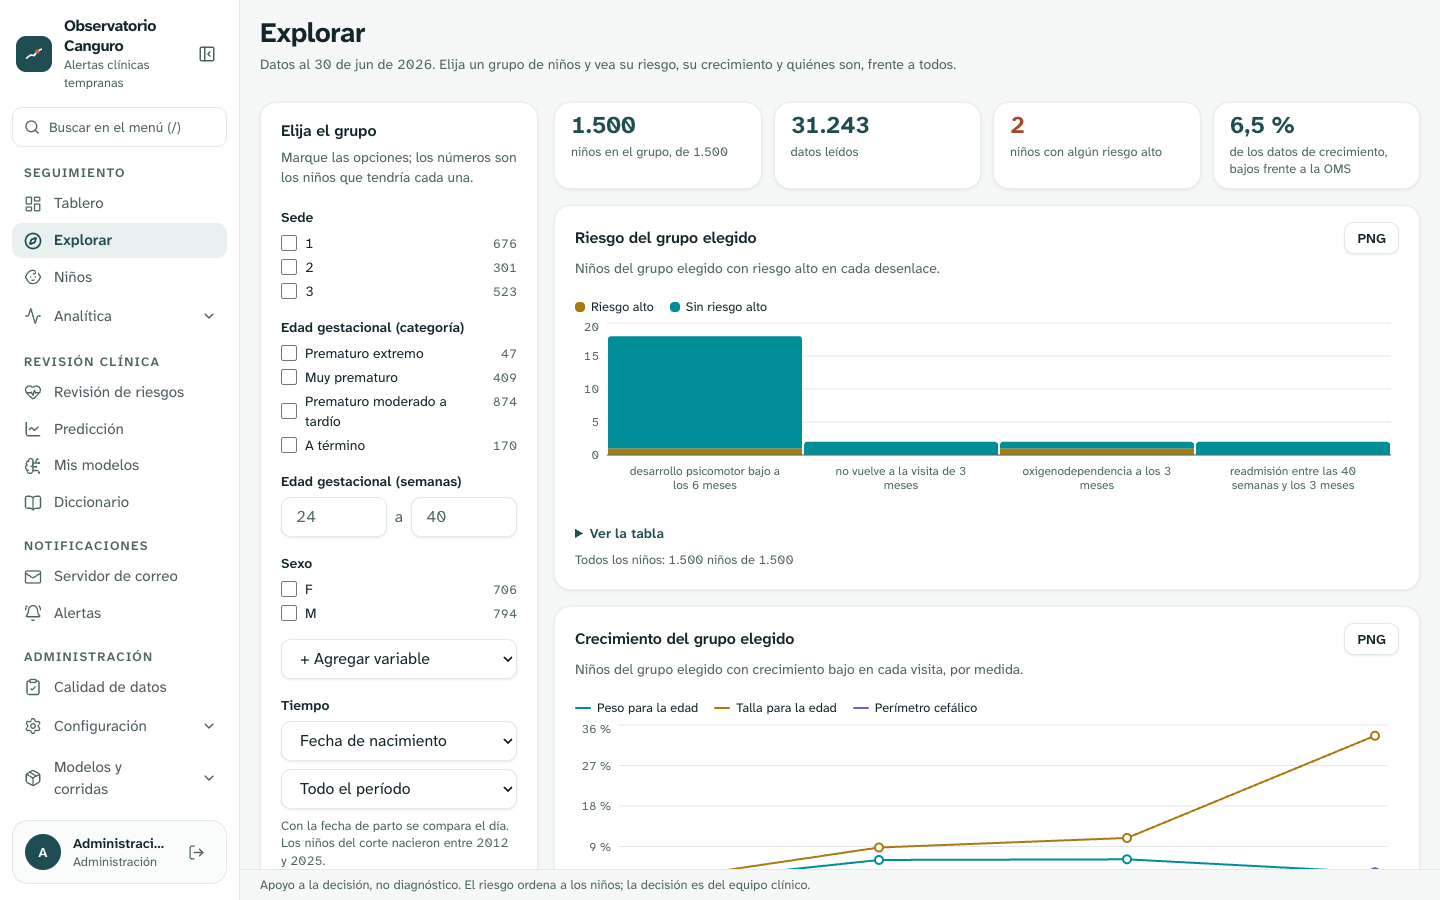 Observatorio
Canguro
Alertas clínicas
tempranas
Buscar en el menú (/)
SEGUIMIENTO
Tablero
Explorar
Niños
Analítica
REVISIÓN CLÍNICA
Revisión de riesgos
Predicción
Mis modelos
Diccionario
NOTIFICACIONES
Servidor de correo
Alertas
ADMINISTRACIÓN
Calidad de datos
Configuración
Modelos y
corridas
A
Administraci...
Administración
Explorar
Datos al 30 de jun de 2026. Elija un grupo de niños y vea su riesgo, su crecimiento y quiénes son, frente a todos.
Elija el grupo
Marque las opciones; los números son
los niños que tendría cada una.
Sede
1 676
2 301
3 523
Edad gestacional (categoría)
Prematuro extremo 47
Muy prematuro 409
Prematuro moderado a 874
tardío
A término 170
Edad gestacional (semanas)
24 a 40
Sexo
F 706
M 794
+ Agregar variable
Tiempo
Fecha de nacimiento
Todo el período
Con la fecha de parto se compara el día.
Los niños del corte nacieron entre 2012
y 2025.
1.500
niños en el grupo, de 1.500
31.243
datos leídos
2
niños con algún riesgo alto
6,5 %
de los datos de crecimiento,
bajos frente a la OMS
Riesgo del grupo elegido
PNG
Niños del grupo elegido con riesgo alto en cada desenlace.
Riesgo alto Sin riesgo alto
20
15
10
5
0
desarrollo psicomotor bajo a
los 6 meses
no vuelve a la visita de 3
meses
oxigenodependencia a los 3
meses
readmisión entre las 40
semanas y los 3 meses
Ver la tabla
Todos los niños: 1.500 niños de 1.500
Crecimiento del grupo elegido
PNG
Niños del grupo elegido con crecimiento bajo en cada visita, por medida.
Peso para la edad Talla para la edad Perímetro cefálico
36 %
27 %
18 %
9 %
Apoyo a la decisión, no diagnóstico. El riesgo ordena a los niños; la decisión es del equipo clínico.